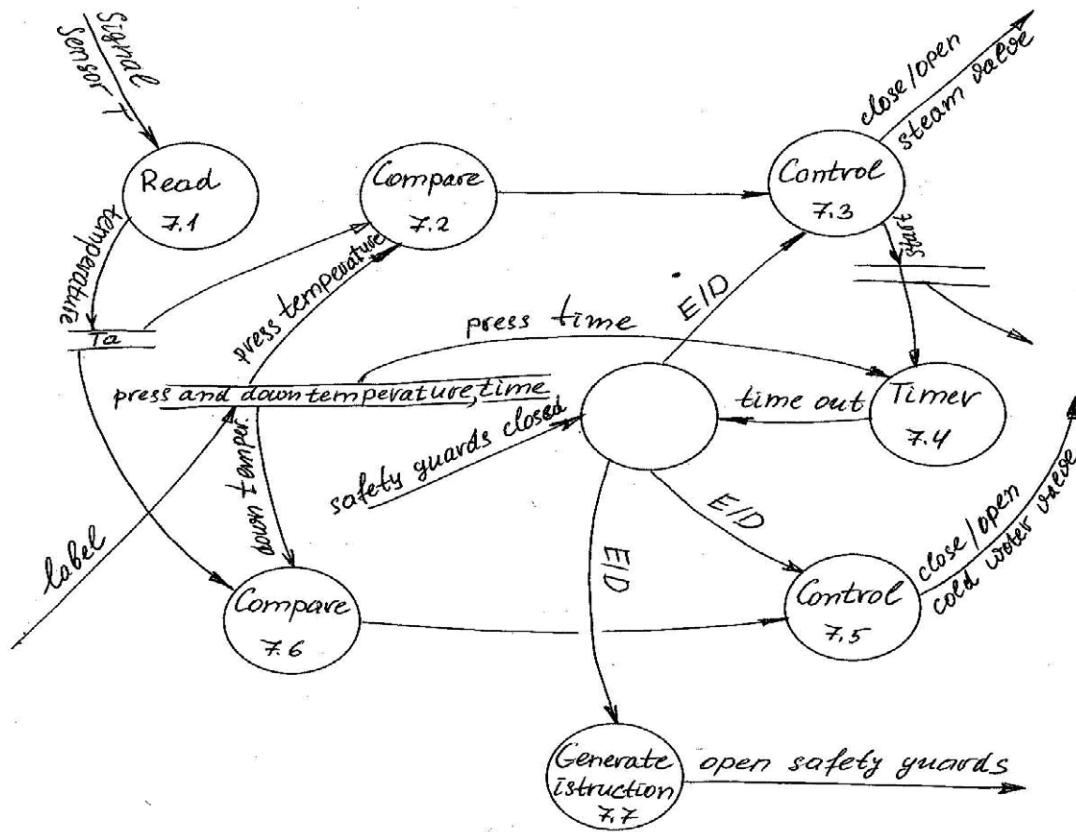 Signal
sensor T
Read
7.1
Compare
7.2
Control
7.3
close/open
steam valve
temperature
Ta
press temperature
E/D
start
press time
press and down temperature, time
Timer
7.4
time out
safety guards closed
down temper.
label
E/D
close/open
cold water valve
E/D
Compare
7.6
Control
7.5
Generate
istruction
7.7
open safety guards